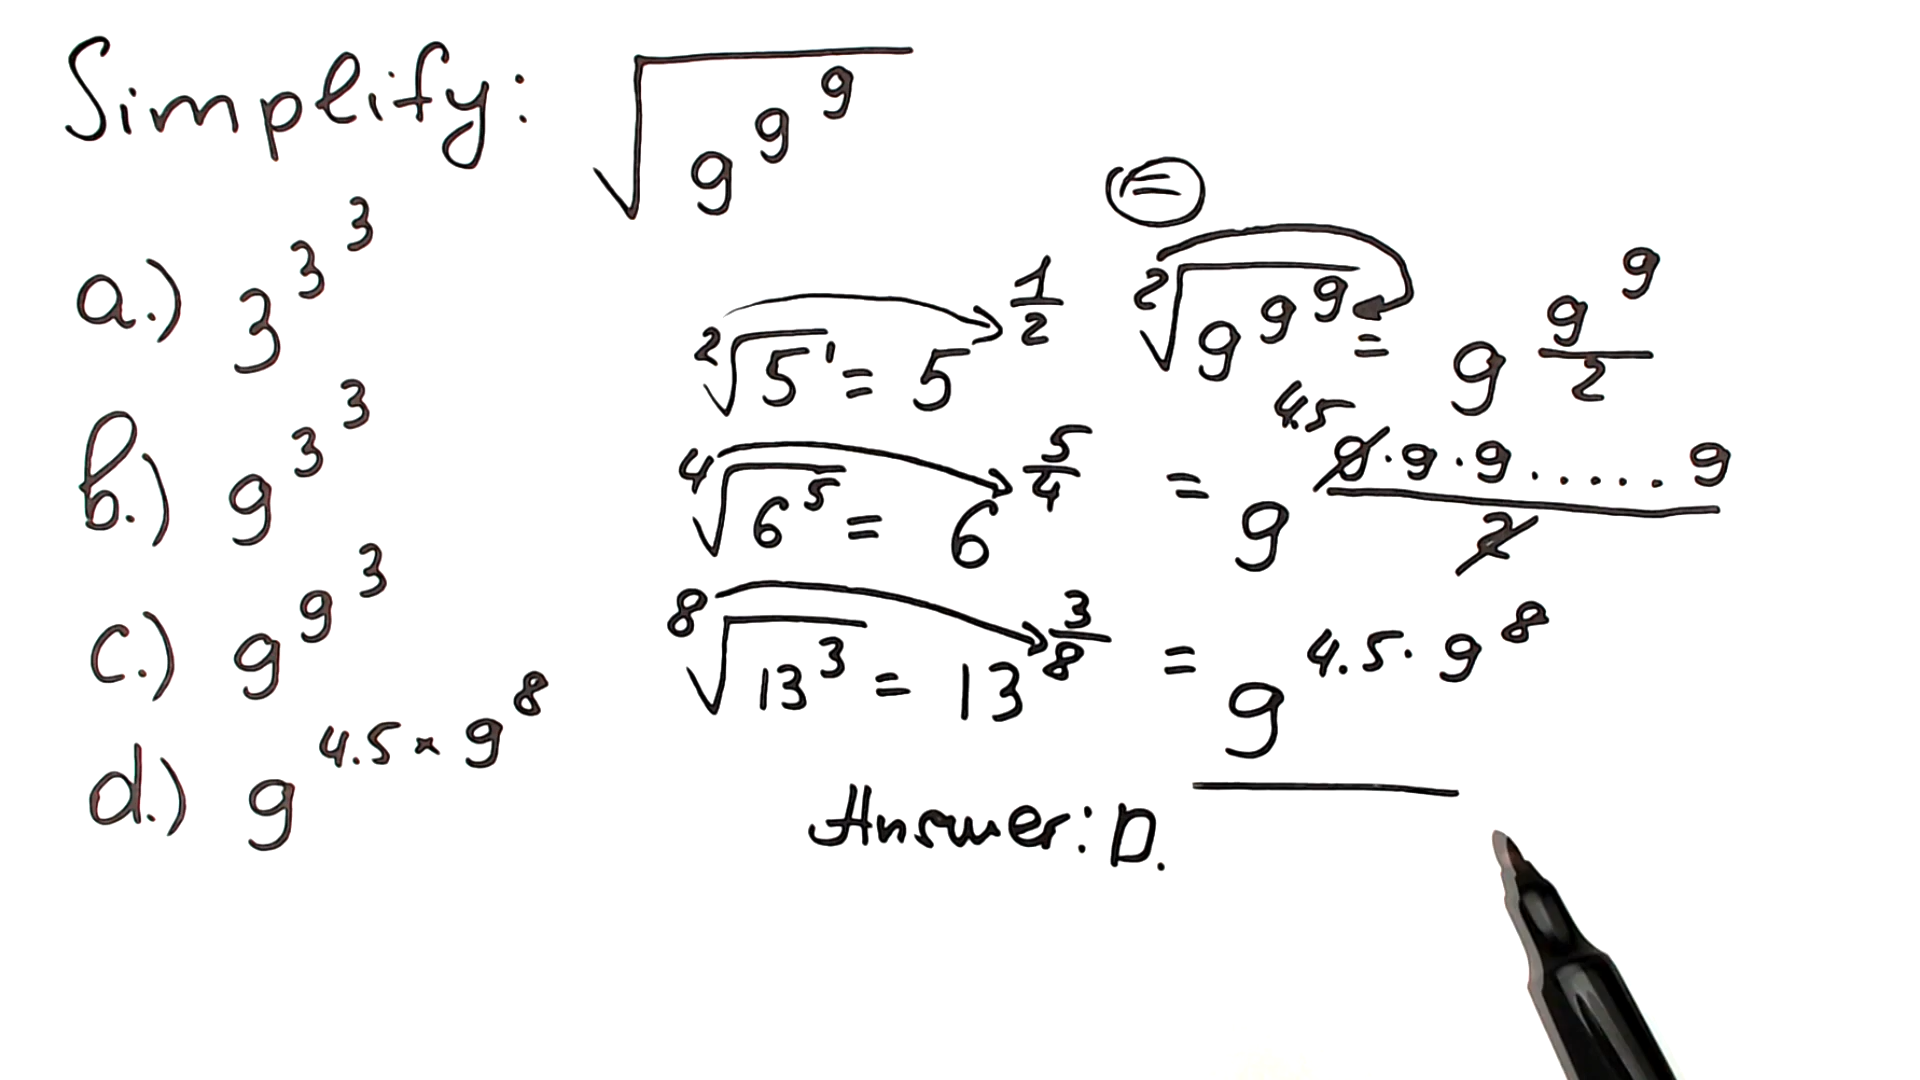 Simplify: √9^9^9
a.) 3^3^3
b.) 9^3^3
c.) 9^9^3
d.) 9^(4.5 × 9^8)
²√5¹ = 5^(1/2)
⁴√6⁵ = 6^(5/4)
⁸√13³ = 13^(3/8)
=
²√9^9^9 = 9^(9^9/2)
= 9^(4.5 9·9·9.....9/2)
= 9^(4.5·9^8)
Answer: D.